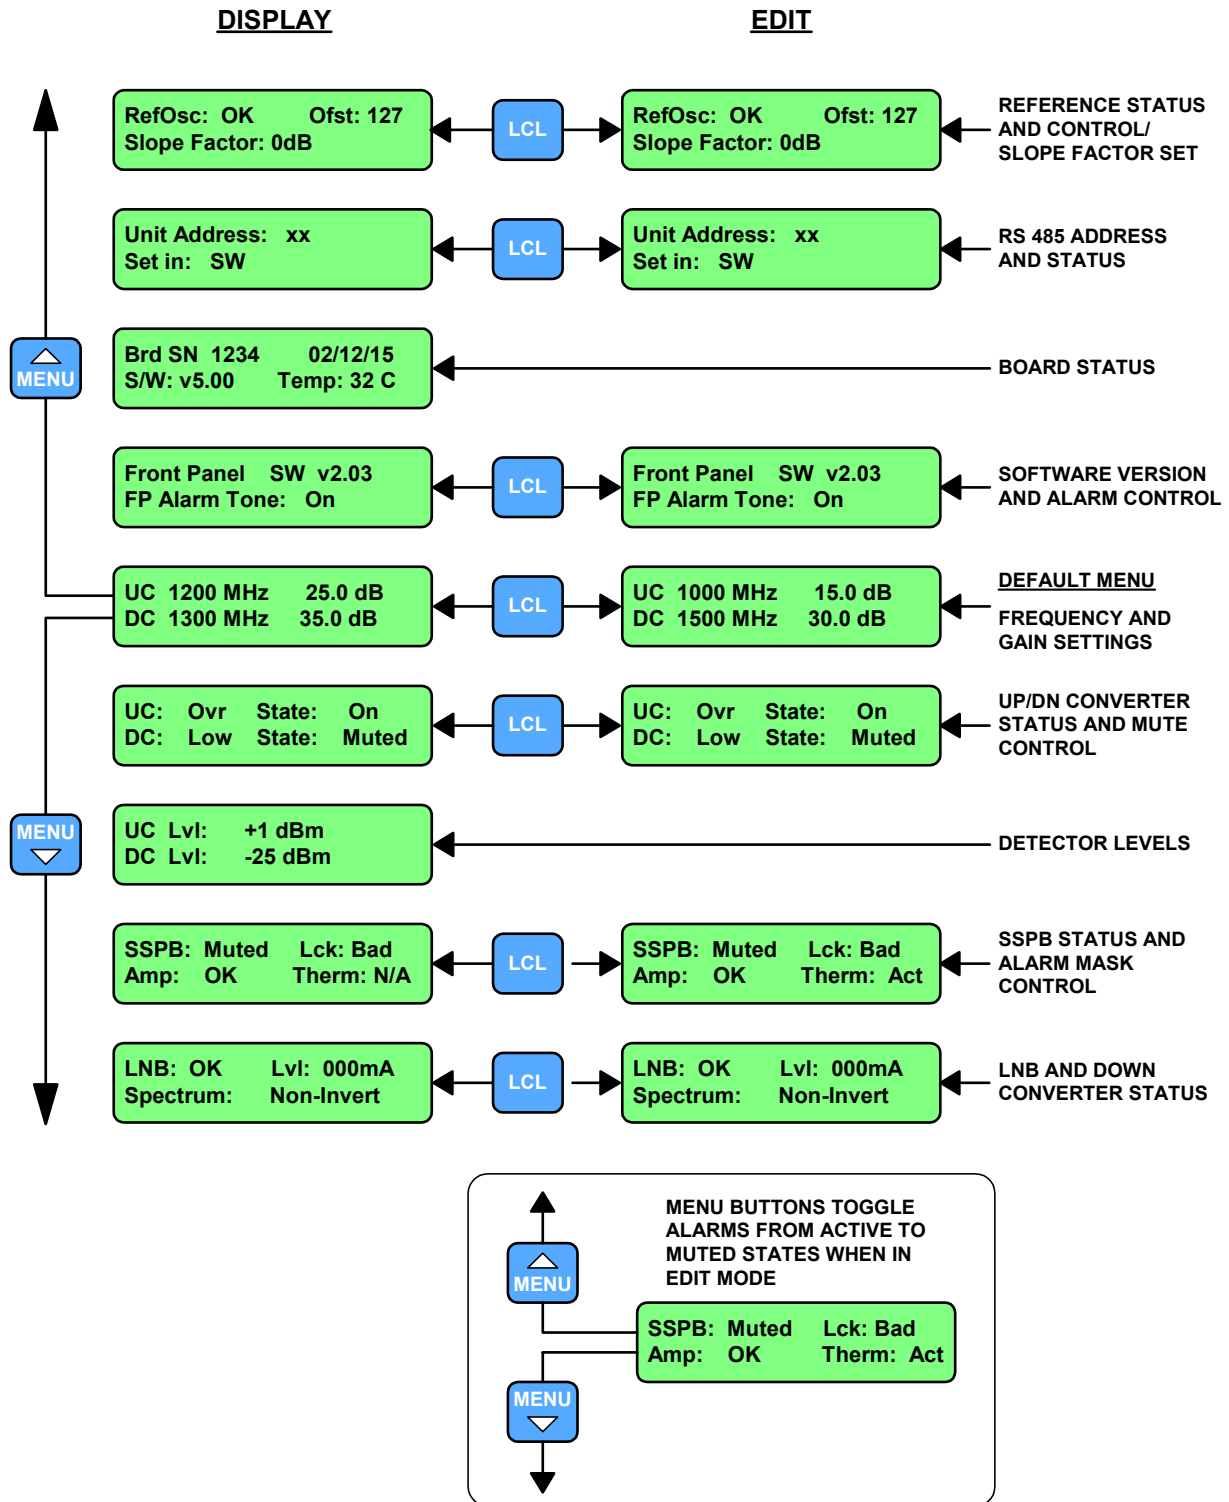 DISPLAY EDIT
RefOsc: OK Ofst: 127
Slope Factor: 0dB
LCL
RefOsc: OK Ofst: 127
Slope Factor: 0dB
REFERENCE STATUS
AND CONTROL/
SLOPE FACTOR SET
Unit Address: xx
Set in: SW
LCL
Unit Address: xx
Set in: SW
RS 485 ADDRESS
AND STATUS
MENU
Brd SN 1234 02/12/15
S/W: v5.00 Temp: 32 C
BOARD STATUS
Front Panel SW v2.03
FP Alarm Tone: On
LCL
Front Panel SW v2.03
FP Alarm Tone: On
SOFTWARE VERSION
AND ALARM CONTROL
UC 1200 MHz 25.0 dB
DC 1300 MHz 35.0 dB
LCL
UC 1000 MHz 15.0 dB
DC 1500 MHz 30.0 dB
DEFAULT MENU
FREQUENCY AND
GAIN SETTINGS
UC: Ovr State: On
DC: Low State: Muted
LCL
UC: Ovr State: On
DC: Low State: Muted
UP/DN CONVERTER
STATUS AND MUTE
CONTROL
MENU
UC Lvl: +1 dBm
DC Lvl: -25 dBm
DETECTOR LEVELS
SSPB: Muted Lck: Bad
Amp: OK Therm: N/A
LCL
SSPB: Muted Lck: Bad
Amp: OK Therm: Act
SSPB STATUS AND
ALARM MASK
CONTROL
LNB: OK Lvl: 000mA
Spectrum: Non-Invert
LCL
LNB: OK Lvl: 000mA
Spectrum: Non-Invert
LNB AND DOWN
CONVERTER STATUS
MENU BUTTONS TOGGLE
ALARMS FROM ACTIVE TO
MUTED STATES WHEN IN
EDIT MODE
MENU
SSPB: Muted Lck: Bad
Amp: OK Therm: Act
MENU